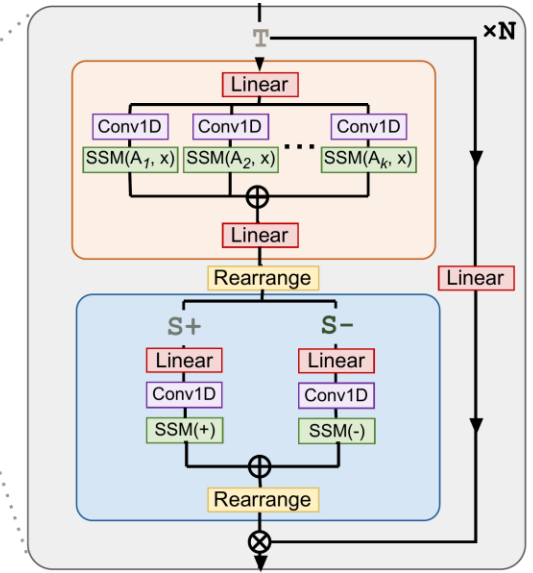 ×N
T
Linear
Conv1D Conv1D Conv1D
SSM(A1, x) SSM(A2, x) ... SSM(Ak, x)
Linear
Rearrange
Linear
S+ S-
Linear Linear
Conv1D Conv1D
SSM(+) SSM(-)
Rearrange